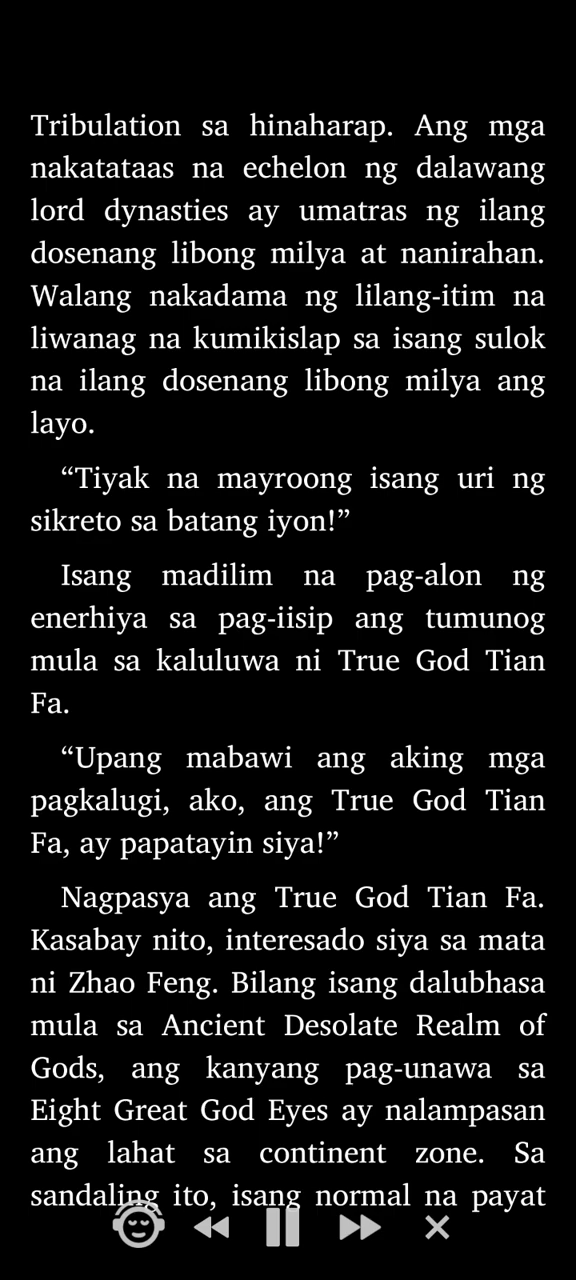 Tribulation sa hinaharap. Ang mga
nakatataas na echelon ng dalawang
lord dynasties ay umatras ng ilang
dosenang libong milya at nanirahan.
Walang nakadama ng lilang-itim na
liwanag na kumikislap sa isang sulok
na ilang dosenang libong milya ang
layo.
“Tiyak na mayroong isang uri ng
sikreto sa batang iyon!”
Isang madilim na pag-alon ng
enerhiya sa pag-iisip ang tumunog
mula sa kaluluwa ni True God Tian
Fa.
“Upang mabawi ang aking mga
pagkalugi, ako, ang True God Tian
Fa, ay papatayin siya!”
Nagpasya ang True God Tian Fa.
Kasabay nito, interesado siya sa mata
ni Zhao Feng. Bilang isang dalubhasa
mula sa Ancient Desolate Realm of
Gods, ang kanyang pag-unawa sa
Eight Great God Eyes ay nalampasan
ang lahat sa continent zone. Sa
sandaling ito, isang normal na payat